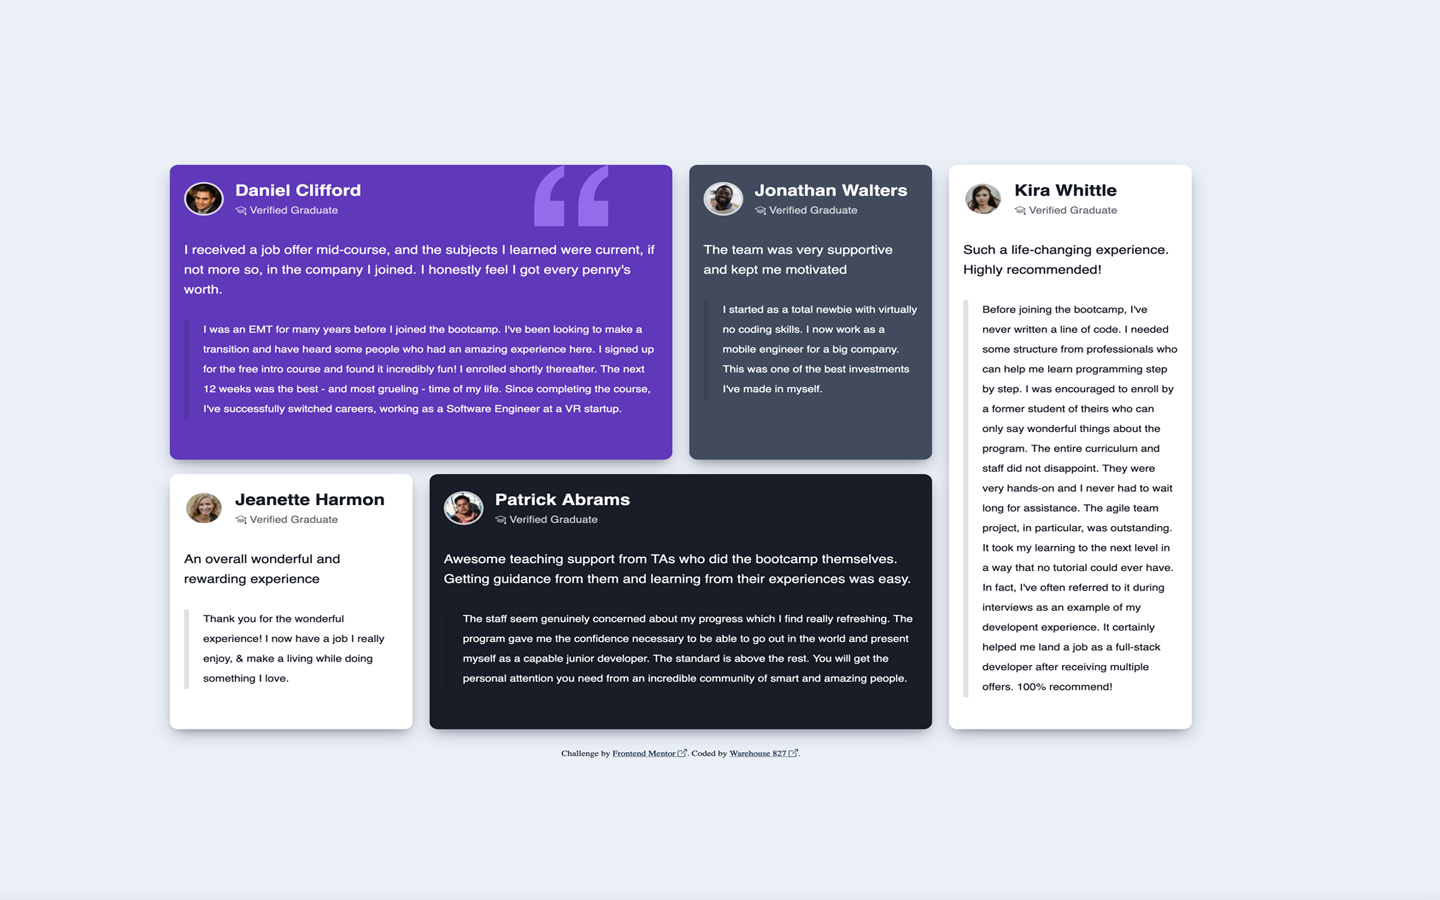 Daniel Clifford
Verified Graduate
I received a job offer mid-course, and the subjects I learned were current, if
not more so, in the company I joined. I honestly feel I got every penny's
worth.
I was an EMT for many years before I joined the bootcamp. I've been looking to make a
transition and have heard some people who had an amazing experience here. I signed up
for the free intro course and found it incredibly fun! I enrolled shortly thereafter. The next
12 weeks was the best - and most grueling - time of my life. Since completing the course,
I've successfully switched careers, working as a Software Engineer at a VR startup.
Jonathan Walters
Verified Graduate
The team was very supportive
and kept me motivated
I started as a total newbie with virtually
no coding skills. I now work as a
mobile engineer for a big company.
This was one of the best investments
I've made in myself.
Kira Whittle
Verified Graduate
Such a life-changing experience.
Highly recommended!
Before joining the bootcamp, I've
never written a line of code. I needed
some structure from professionals who
can help me learn programming step
by step. I was encouraged to enroll by
a former student of theirs who can
only say wonderful things about the
program. The entire curriculum and
staff did not disappoint. They were
very hands-on and I never had to wait
long for assistance. The agile team
project, in particular, was outstanding.
It took my learning to the next level in
a way that no tutorial could ever have.
In fact, I've often referred to it during
interviews as an example of my
developent experience. It certainly
helped me land a job as a full-stack
developer after receiving multiple
offers. 100% recommend!
Jeanette Harmon
Verified Graduate
An overall wonderful and
rewarding experience
Thank you for the wonderful
experience! I now have a job I really
enjoy, & make a living while doing
something I love.
Patrick Abrams
Verified Graduate
Awesome teaching support from TAs who did the bootcamp themselves.
Getting guidance from them and learning from their experiences was easy.
The staff seem genuinely concerned about my progress which I find really refreshing. The
program gave me the confidence necessary to be able to go out in the world and present
myself as a capable junior developer. The standard is above the rest. You will get the
personal attention you need from an incredible community of smart and amazing people.
Challenge by Frontend Mentor. Coded by Warehouse 827.